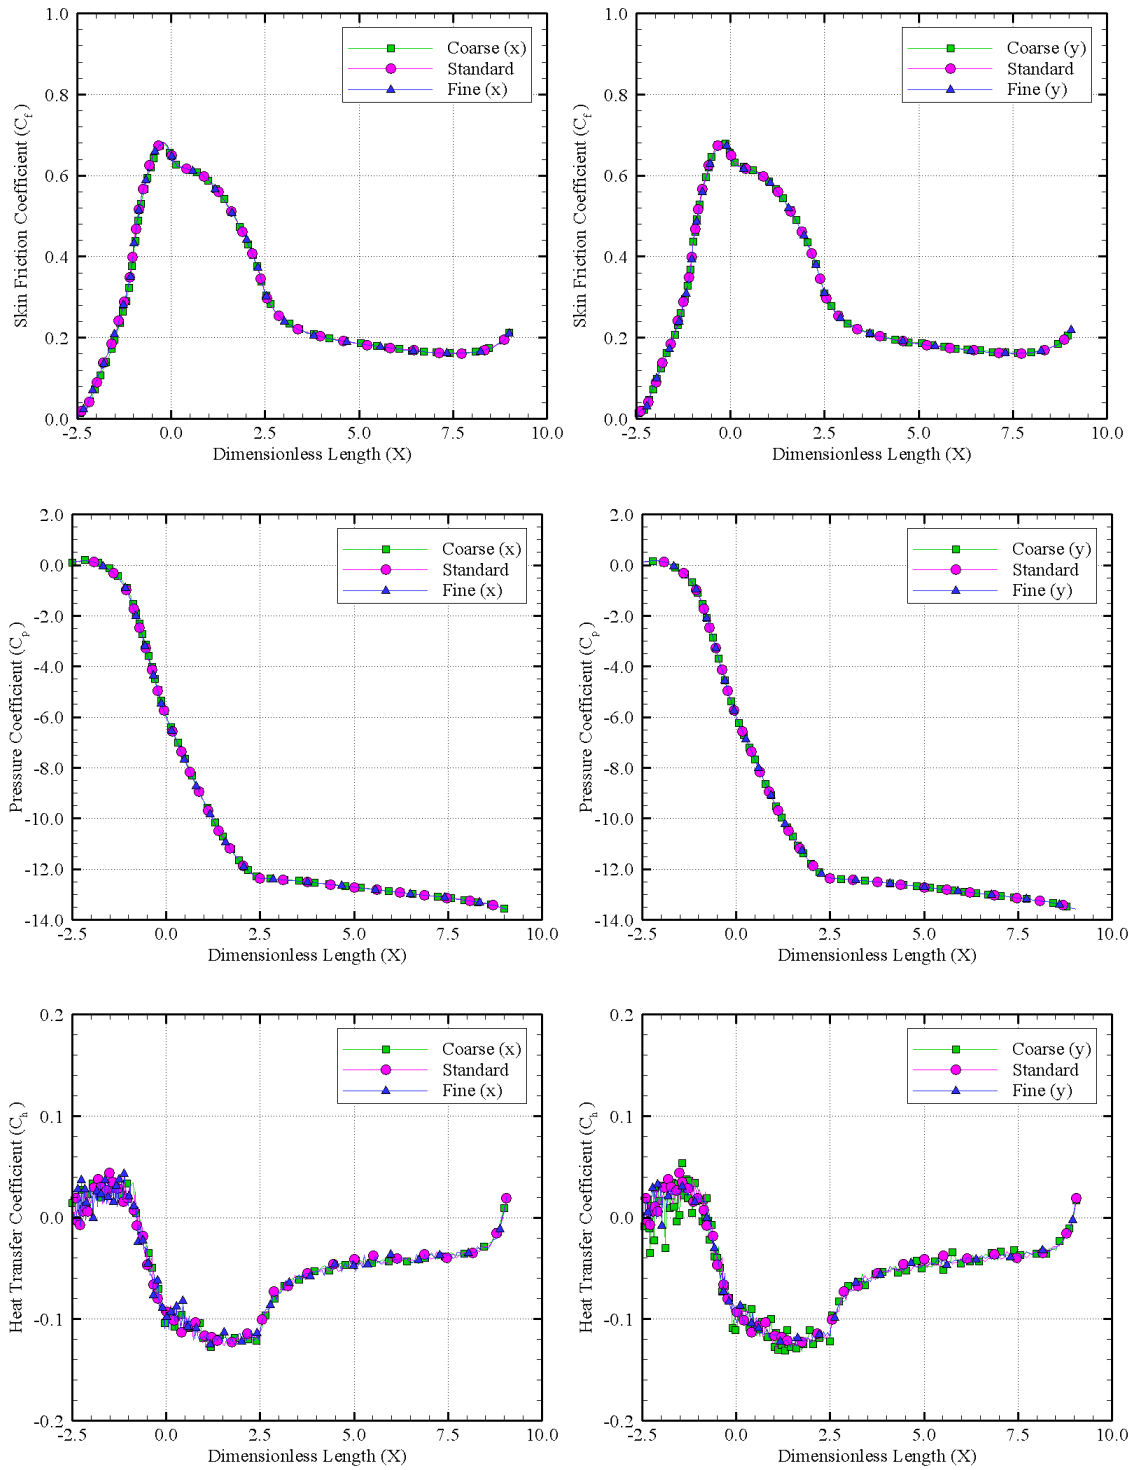 1.0
0.8
0.6
0.4
0.2
0.0
-2.5 0.0 2.5 5.0 7.5 10.0
Skin Friction Coefficient (Cf)
Dimensionless Length (X)
Coarse (x)
Standard
Fine (x)
1.0
0.8
0.6
0.4
0.2
0.0
-2.5 0.0 2.5 5.0 7.5 10.0
Skin Friction Coefficient (Cf)
Dimensionless Length (X)
Coarse (y)
Standard
Fine (y)
2.0
0.0
-2.0
-4.0
-6.0
-8.0
-10.0
-12.0
-14.0
-2.5 0.0 2.5 5.0 7.5 10.0
Pressure Coefficient (Cp)
Dimensionless Length (X)
Coarse (x)
Standard
Fine (x)
2.0
0.0
-2.0
-4.0
-6.0
-8.0
-10.0
-12.0
-14.0
-2.5 0.0 2.5 5.0 7.5 10.0
Pressure Coefficient (Cp)
Dimensionless Length (X)
Coarse (y)
Standard
Fine (y)
0.2
0.1
0.0
-0.1
-0.2
-2.5 0.0 2.5 5.0 7.5 10.0
Heat Transfer Coefficient (Ch)
Dimensionless Length (X)
Coarse (x)
Standard
Fine (x)
0.2
0.1
0.0
-0.1
-0.2
-2.5 0.0 2.5 5.0 7.5 10.0
Heat Transfer Coefficient (Ch)
Dimensionless Length (X)
Coarse (y)
Standard
Fine (y)